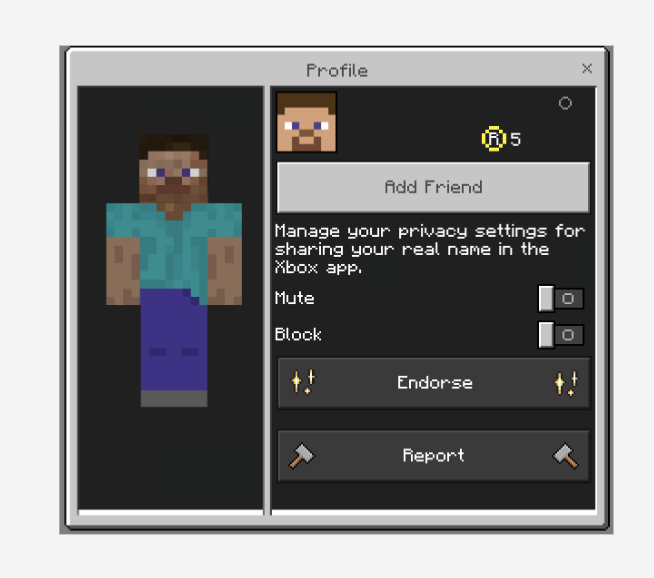 Profile
R 5
Add Friend
Manage your privacy settings for
sharing your real name in the
Xbox app.
Mute
Block
Endorse
Report